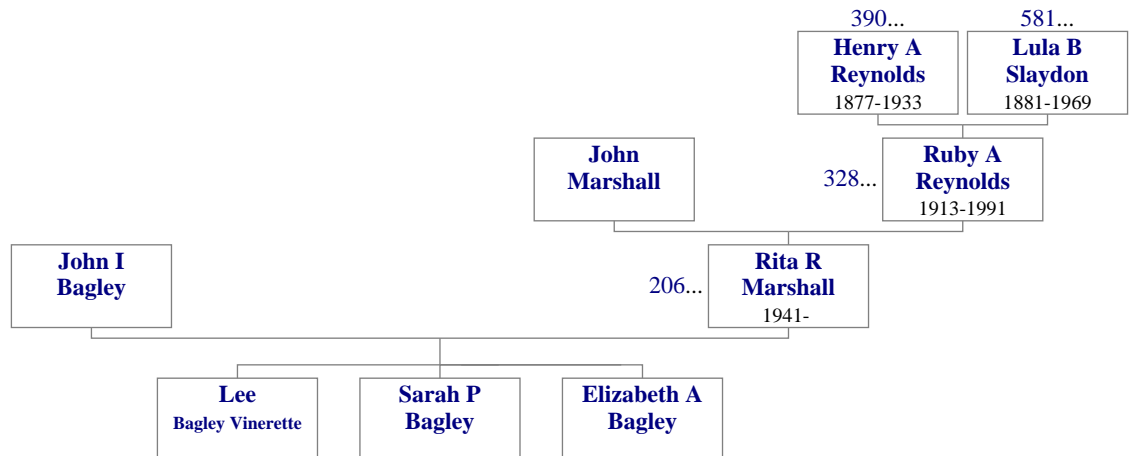 390...
581...
Henry A
Reynolds
1877-1933
Lula B
Slaydon
1881-1969
John
Marshall
328...
Ruby A
Reynolds
1913-1991
John I
Bagley
206...
Rita R
Marshall
1941-
Lee
Bagley Vinerette
Sarah P
Bagley
Elizabeth A
Bagley